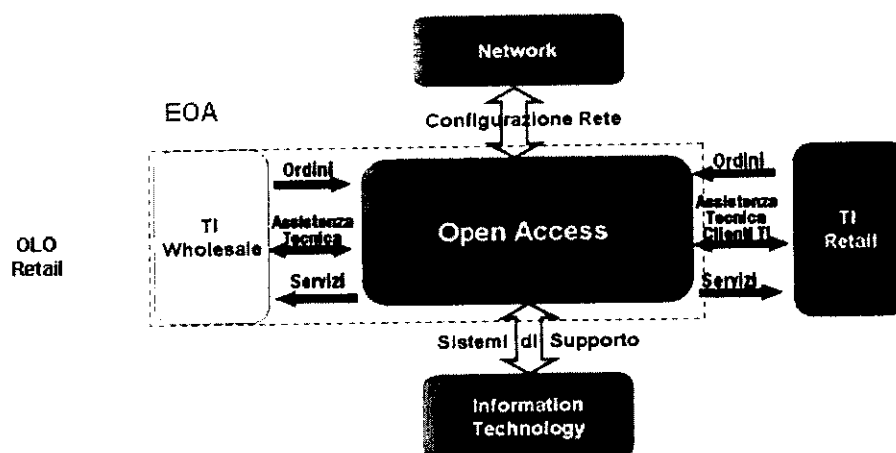 Network
EOA
Configurazione Rete
Ordini
Ordini
TI
Wholesale
Assistenza
Tecnica
Open Access
Assistenza
Tecnica
Clienti TI
TI
Retail
OLO
Retail
Servizi
Servizi
Sistemi di Supporto
Information
Technology